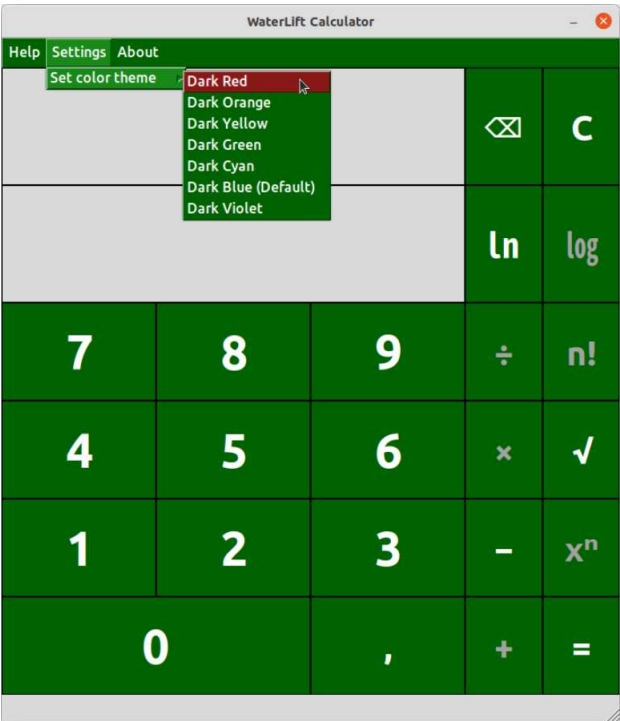 WaterLift Calculator
Help Settings About
Set color theme
Dark Red
Dark Orange
Dark Yellow
Dark Green
Dark Cyan
Dark Blue (Default)
Dark Violet
⌫ C
ln log
7 8 9 ÷ n!
4 5 6 × √
1 2 3 − xⁿ
0 , + =